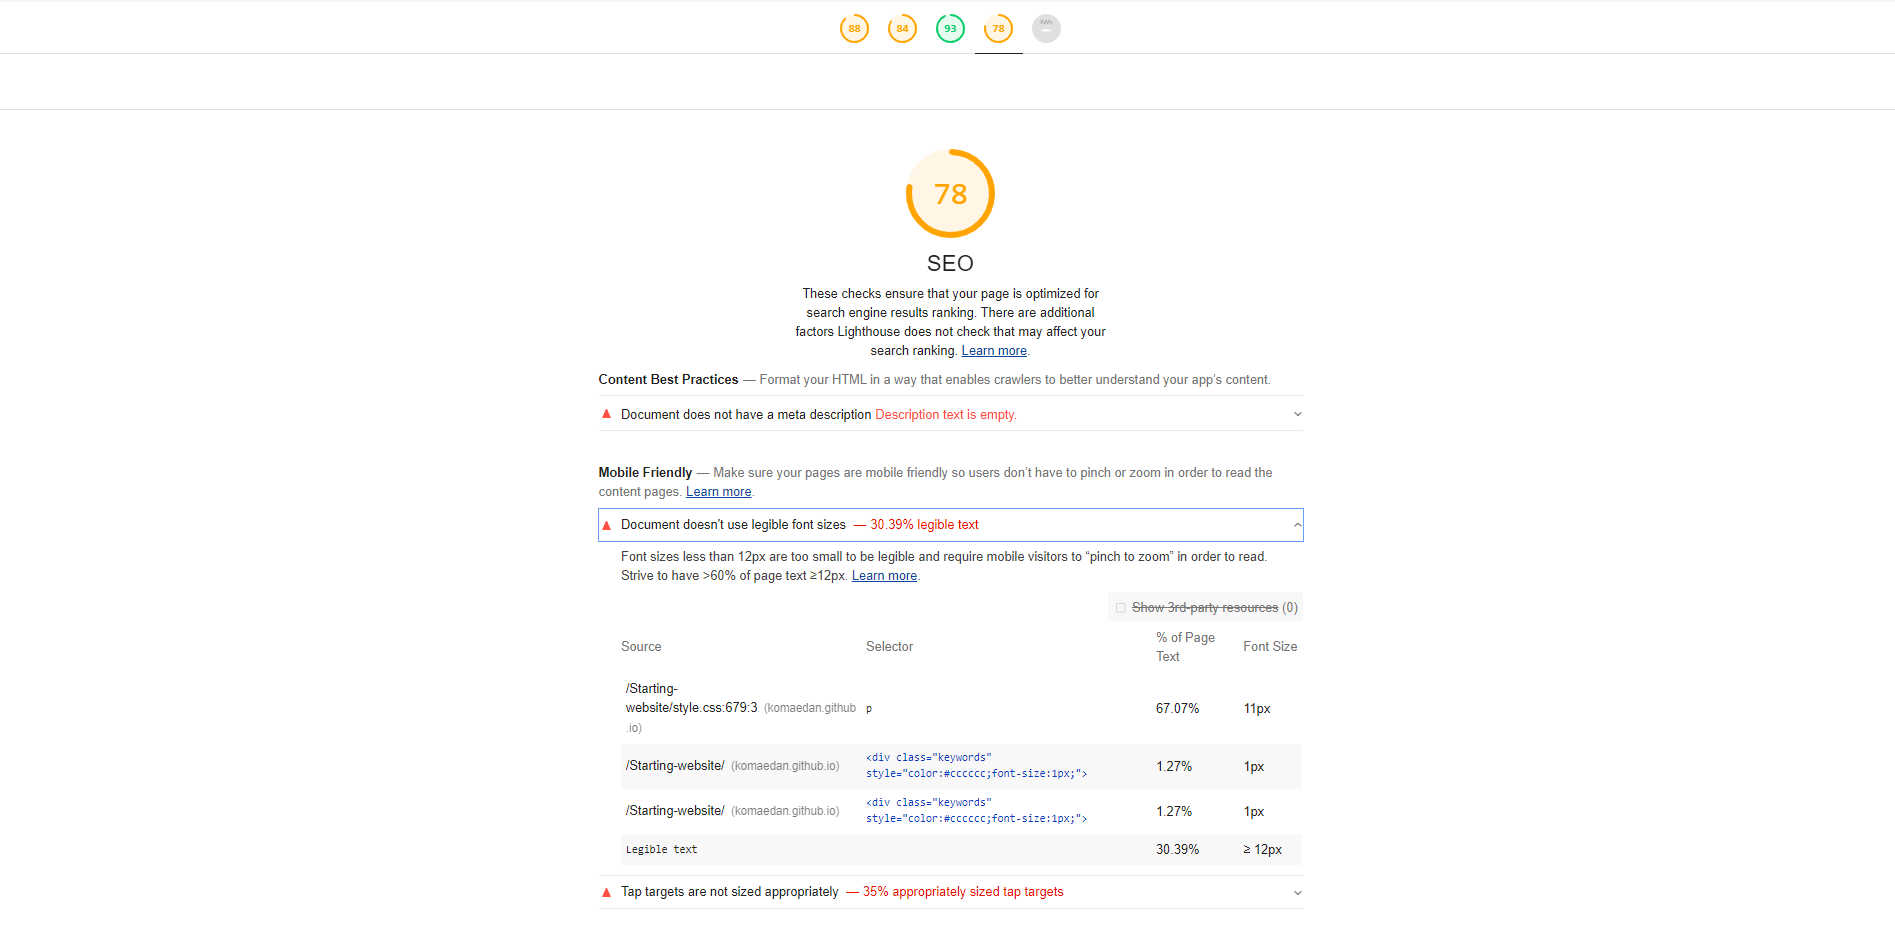 88 84 93 78 PWA
78
SEO
These checks ensure that your page is optimized for
search engine results ranking. There are additional
factors Lighthouse does not check that may affect your
search ranking. Learn more.
Content Best Practices — Format your HTML in a way that enables crawlers to better understand your app's content.
Document does not have a meta description Description text is empty.
Mobile Friendly — Make sure your pages are mobile friendly so users don't have to pinch or zoom in order to read the
content pages. Learn more.
Document doesn't use legible font sizes — 30.39% legible text
Font sizes less than 12px are too small to be legible and require mobile visitors to “pinch to zoom” in order to read.
Strive to have >60% of page text ≥12px. Learn more.
Show 3rd-party resources (0)
Source Selector % of Page
Text Font Size
/Starting-
website/style.css:679:3 (komaedan.github
.io) p 67.07% 11px
/Starting-website/ (komaedan.github.io) <div class="keywords"
style="color:#cccccc;font-size:1px;"> 1.27% 1px
/Starting-website/ (komaedan.github.io) <div class="keywords"
style="color:#cccccc;font-size:1px;"> 1.27% 1px
Legible text 30.39% ≥ 12px
Tap targets are not sized appropriately — 35% appropriately sized tap targets